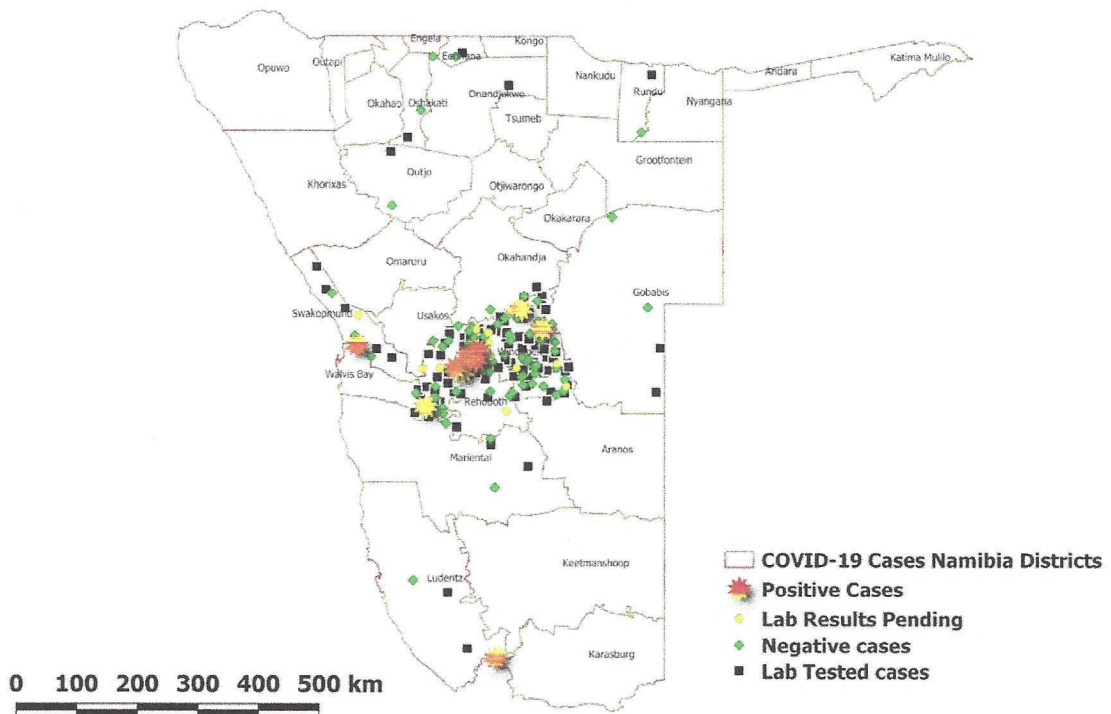 Engela
Kongo
Opuwo
Outapi
Eenhana
Katima Mulilo
Andara
Nankudu
Rundu
Nyangana
Okahao
Oshakati
Onandjokwe
Tsumeb
Grootfontein
Khorixas
Outjo
Otjiwarongo
Okakarara
Omaruru
Okahandja
Gobabis
Swakopmund
Usakos
Walvis Bay
Rehoboth
Mariental
Aranos
Luderitz
Keetmanshoop
Karasburg
COVID-19 Cases Namibia Districts
Positive Cases
Lab Results Pending
Negative cases
Lab Tested cases
0 100 200 300 400 500 km